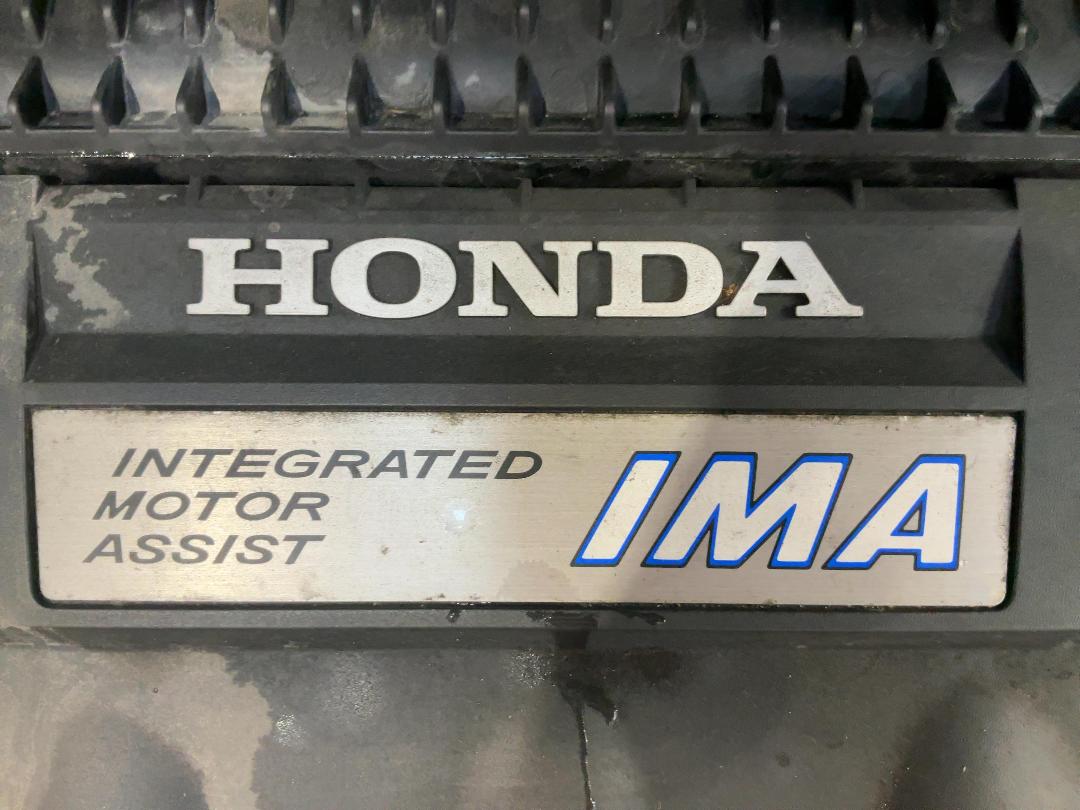 HONDA
INTEGRATED
MOTOR
ASSIST
IMA